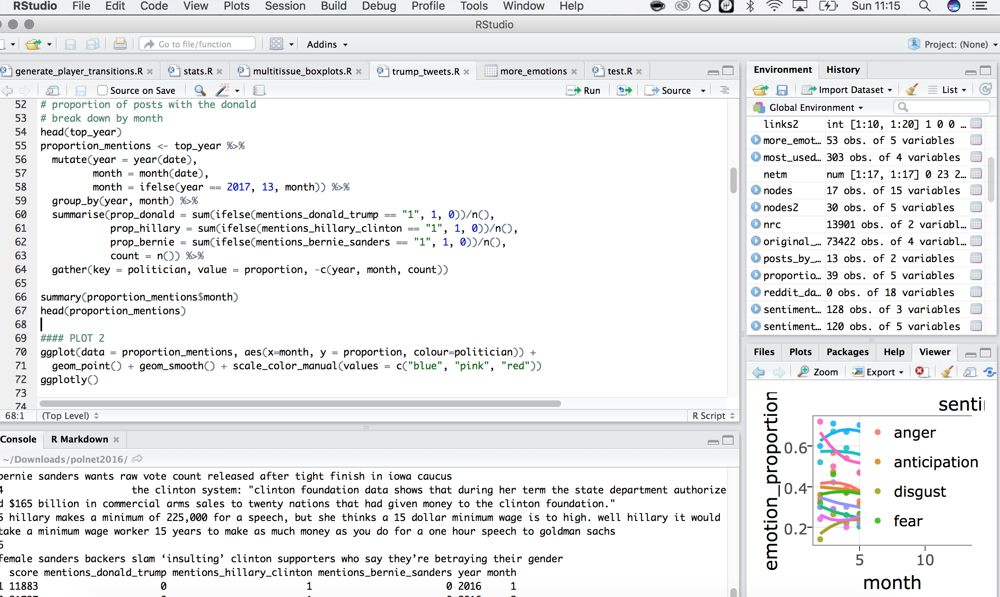 RStudio File Edit Code View Plots Session Build Debug Profile Tools Window Help Sun 11:15
RStudio
Go to file/function Addins Project: (None)
generate_player_transitions.R stats.R multitissue_boxplots.R trump_tweets.R more_emotions test.R
Source on Save Run Source
52 # proportion of posts with the donald
53 # break down by month
54 head(top_year)
55 proportion_mentions <- top_year %>%
56 mutate(year = year(date),
57 month = month(date),
58 month = ifelse(year == 2017, 13, month)) %>%
59 group_by(year, month) %>%
60 summarise(prop_donald = sum(ifelse(mentions_donald_trump == "1", 1, 0))/n(),
61 prop_hillary = sum(ifelse(mentions_hillary_clinton == "1", 1, 0))/n(),
62 prop_bernie = sum(ifelse(mentions_bernie_sanders == "1", 1, 0))/n(),
63 count = n()) %>%
64 gather(key = politician, value = proportion, -c(year, month, count))
65
66 summary(proportion_mentions$month)
67 head(proportion_mentions)
68
69 #### PLOT 2
70 ggplot(data = proportion_mentions, aes(x=month, y = proportion, colour=politician)) +
71 geom_point() + geom_smooth() + scale_color_manual(values = c("blue", "pink", "red"))
72 ggplotly()
73
74
68:1 (Top Level) R Script
Console R Markdown
~/Downloads/polnet2016/
bernie sanders wants raw vote count released after tight finish in iowa caucus
4 the clinton system: "clinton foundation data shows that during her term the state department authorize
d $165 billion in commercial arms sales to twenty nations that had given money to the clinton foundation."
5 hillary makes a minimum of 225,000 for a speech, but she thinks a 15 dollar minimum wage is to high. well hillary it would
take a minimum wage worker 15 years to make as much money as you do for a one hour speech to goldman sachs
6
female sanders backers slam ‘insulting’ clinton supporters who say they’re betraying their gender
score mentions_donald_trump mentions_hillary_clinton mentions_bernie_sanders year month
1 11883 0 1 0 2016 1
Environment History
Import Dataset List
Global Environment
links2 int [1:10, 1:20] 1 0 0 …
more_emot… 53 obs. of 5 variables
most_used… 303 obs. of 4 variables
netm num [1:17, 1:17] 0 23 2…
nodes 17 obs. of 15 variables
nodes2 30 obs. of 5 variables
nrc 13901 obs. of 2 variabl…
original_… 73422 obs. of 4 variabl…
posts_by_… 13 obs. of 2 variables
proportio… 39 obs. of 5 variables
reddit_da… 0 obs. of 18 variables
sentiment… 128 obs. of 3 variables
sentiment… 120 obs. of 5 variables
Files Plots Packages Help Viewer
Zoom Export
emotion_proportion
senti
0.6
0.4
0.2
anger
anticipation
disgust
fear
5 10
month